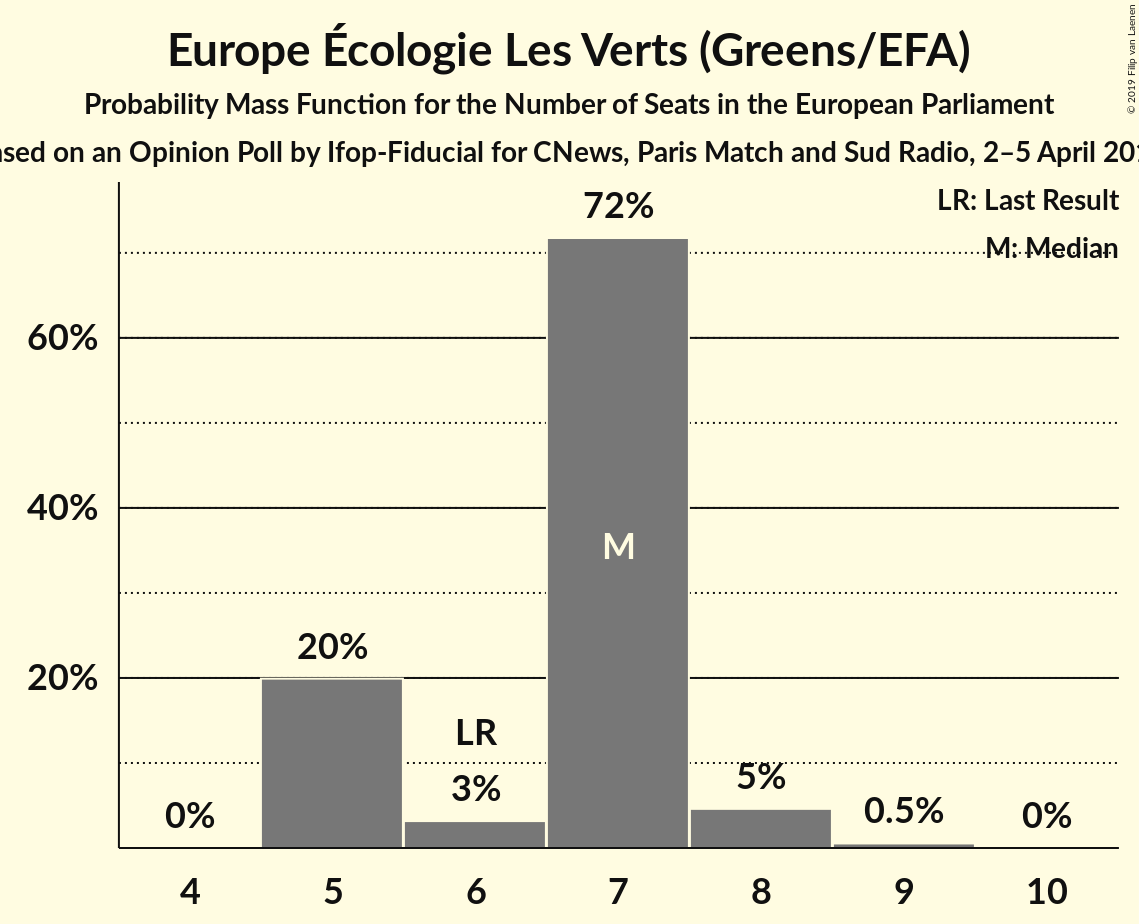 Europe Écologie Les Verts (Greens/EFA)
Probability Mass Function for the Number of Seats in the European Parliament
on an Opinion Poll by Ifop-Fiducial for CNews, Paris Match and Sud Radio, 2–5 April
© 2019 Filip van Laenen
LR: Last Result
M: Median
72%
60%
40%
M
20%
20%
LR
3%
5%
0.5%
0%
0%
4 5 6 7 8 9 10